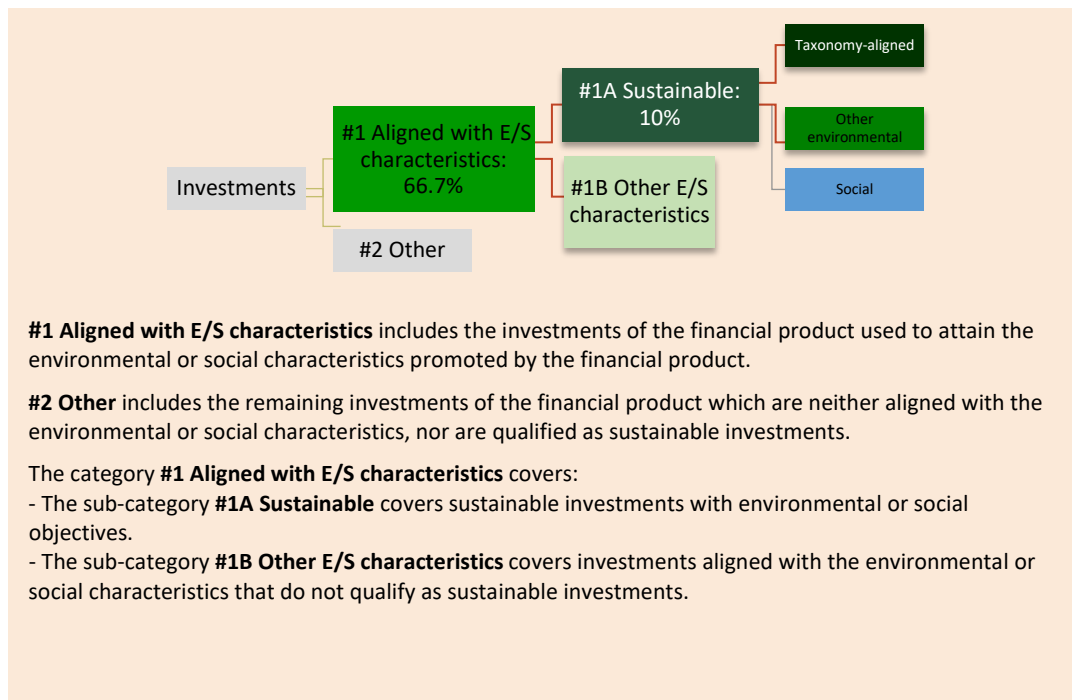 Taxonomy-aligned
#1A Sustainable:
10%
Other
environmental
#1 Aligned with E/S
characteristics:
66.7%
Investments
#1B Other E/S
characteristics
Social
#2 Other
#1 Aligned with E/S characteristics includes the investments of the financial product used to attain the
environmental or social characteristics promoted by the financial product.
#2 Other includes the remaining investments of the financial product which are neither aligned with the
environmental or social characteristics, nor are qualified as sustainable investments.
The category #1 Aligned with E/S characteristics covers:
- The sub-category #1A Sustainable covers sustainable investments with environmental or social
objectives.
- The sub-category #1B Other E/S characteristics covers investments aligned with the environmental or
social characteristics that do not qualify as sustainable investments.